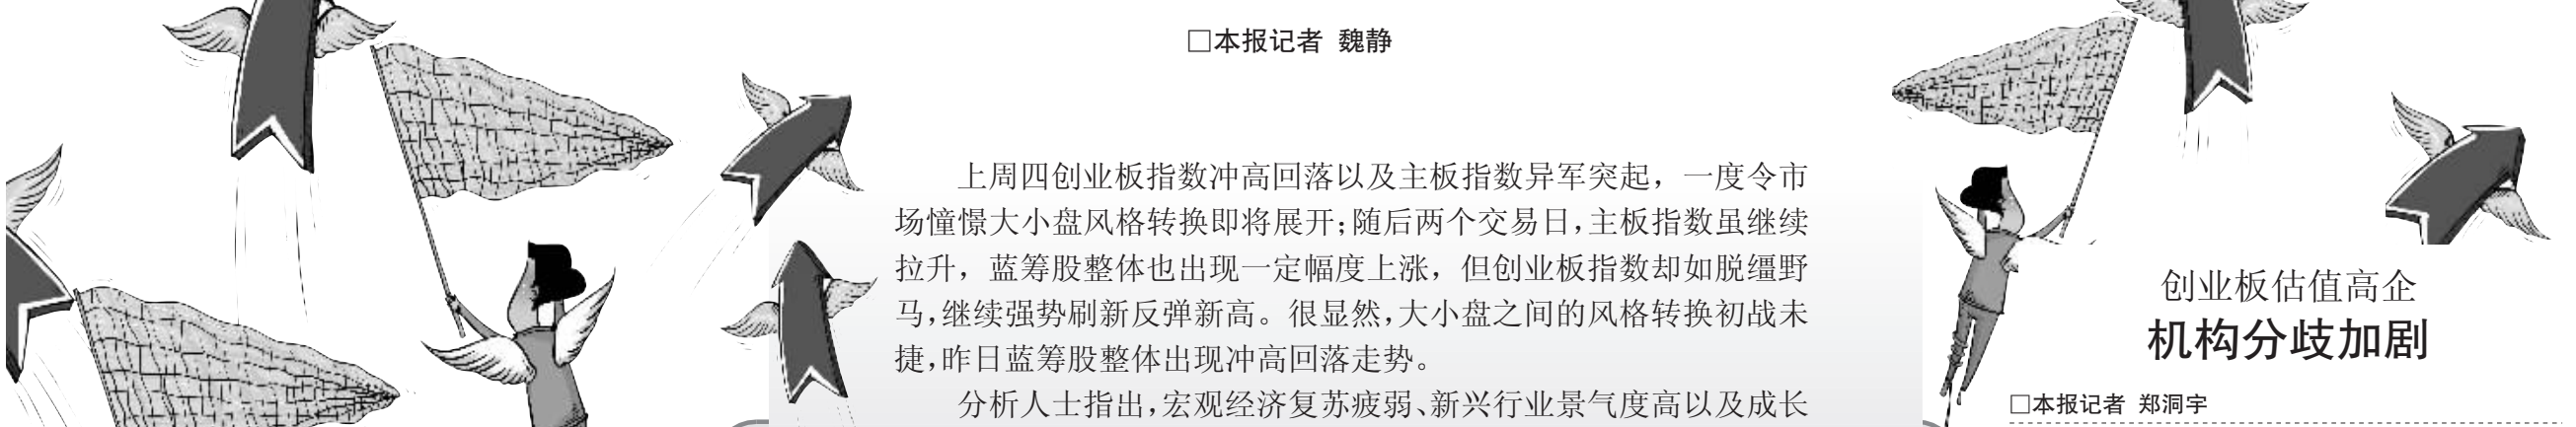 □本报记者 魏静
上周四创业板指数冲高回落以及主板指数异军突起，一度令市
场憧憬大小盘风格转换即将展开；随后两个交易日，主板指数虽继续
拉升，蓝筹股整体也出现一定幅度上涨，但创业板指数却如脱缰野
马，继续强势刷新反弹新高。很显然，大小盘之间的风格转换初战未
捷，昨日蓝筹股整体出现冲高回落走势。
分析人士指出，宏观经济复苏疲弱、新兴行业景气度高以及成长
创业板估值高企
机构分歧加剧
□本报记者 郑洞宇